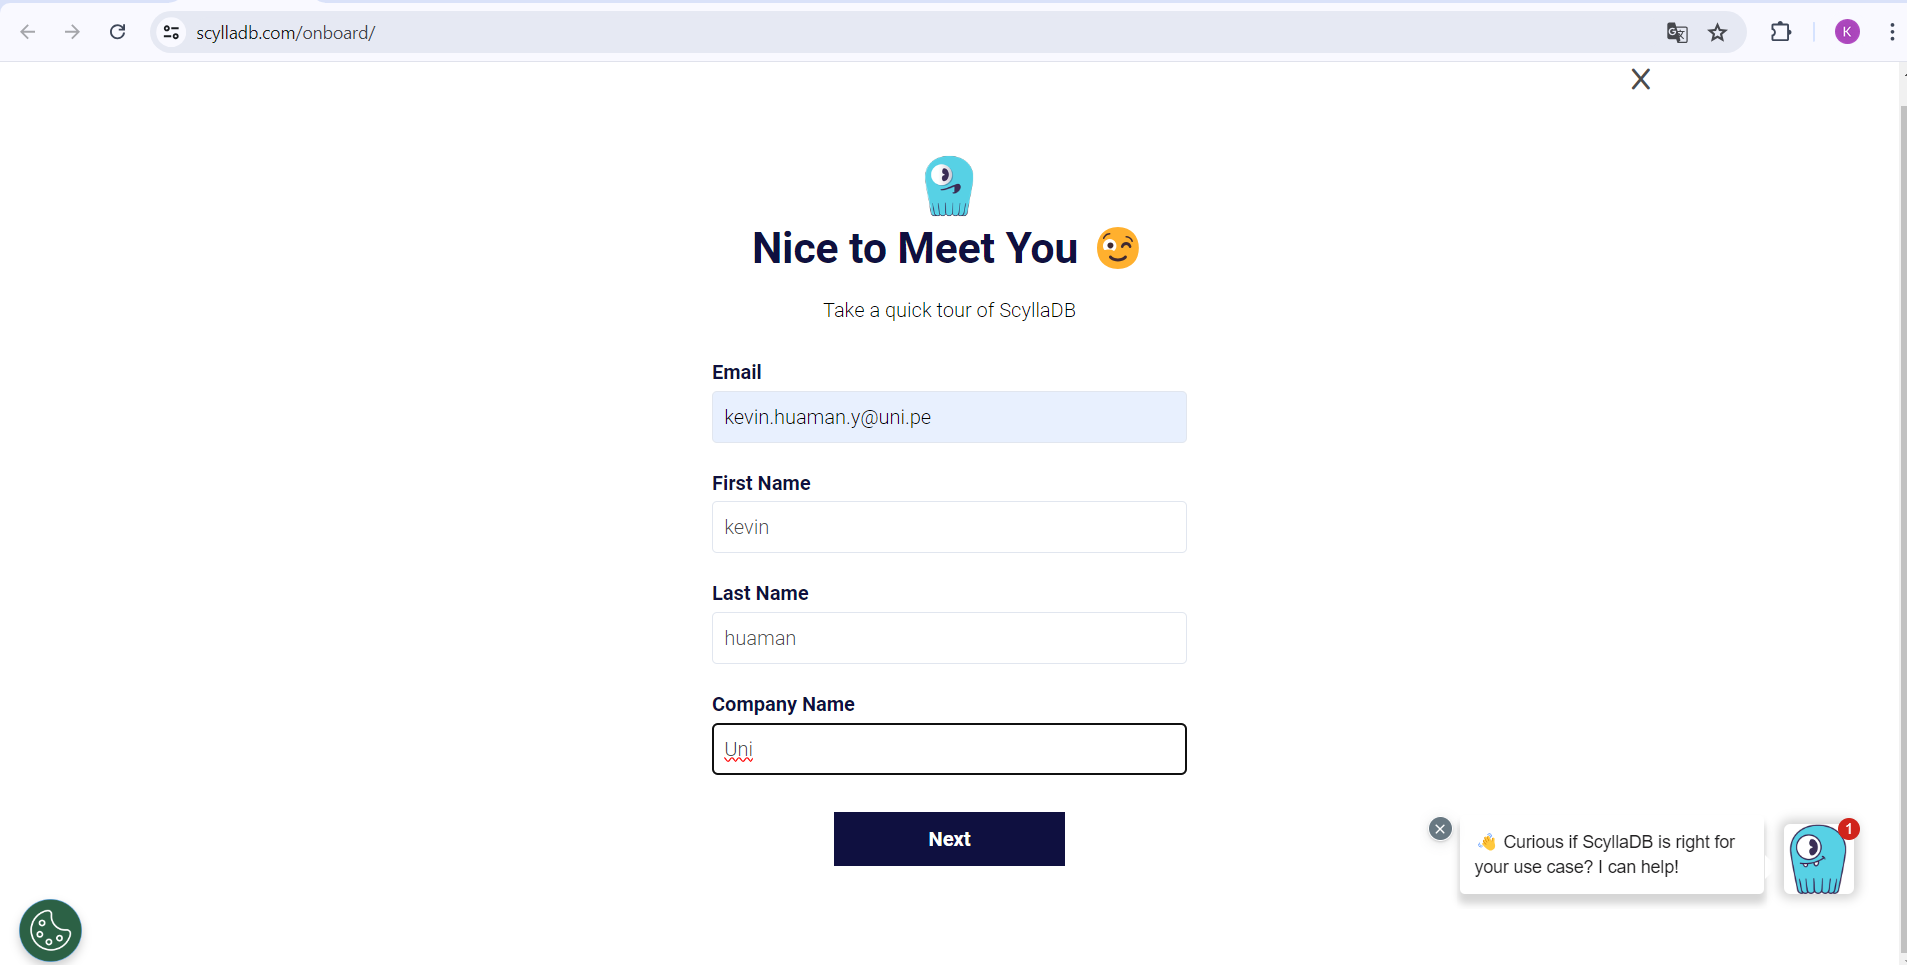 scylladb.com/onboard/
K
X
Nice to Meet You 😉
Take a quick tour of ScyllaDB
Email
kevin.huaman.y@uni.pe
First Name
kevin
Last Name
huaman
Company Name
Uni
Next
👋 Curious if ScyllaDB is right for
your use case? I can help!
1